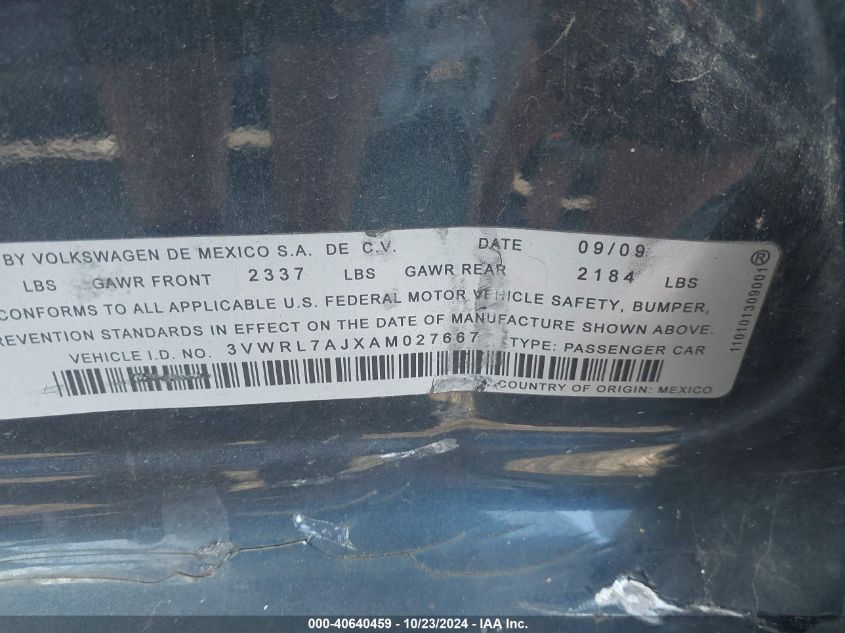 BY VOLKSWAGEN DE MEXICO S.A. DE C.V. DATE 09/09
LBS GAWR FRONT 2337 LBS GAWR REAR 2184 LBS
CONFORMS TO ALL APPLICABLE U.S. FEDERAL MOTOR VEHICLE SAFETY, BUMPER,
REVENTION STANDARDS IN EFFECT ON THE DATE OF MANUFACTURE SHOWN ABOVE.
VEHICLE I.D. NO. 3VWRL7AJXAM027667 TYPE: PASSENGER CAR
COUNTRY OF ORIGIN: MEXICO
110101309001®
000-40640459 - 10/23/2024 - IAA Inc.